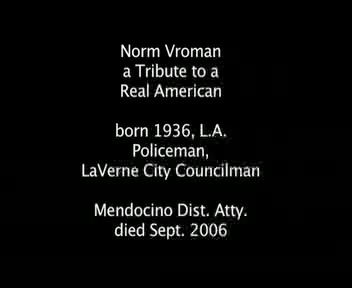 Norm Vroman
a Tribute to a
Real American
born 1936, L.A.
Policeman,
LaVerne City Councilman
Mendocino Dist. Atty.
died Sept. 2006